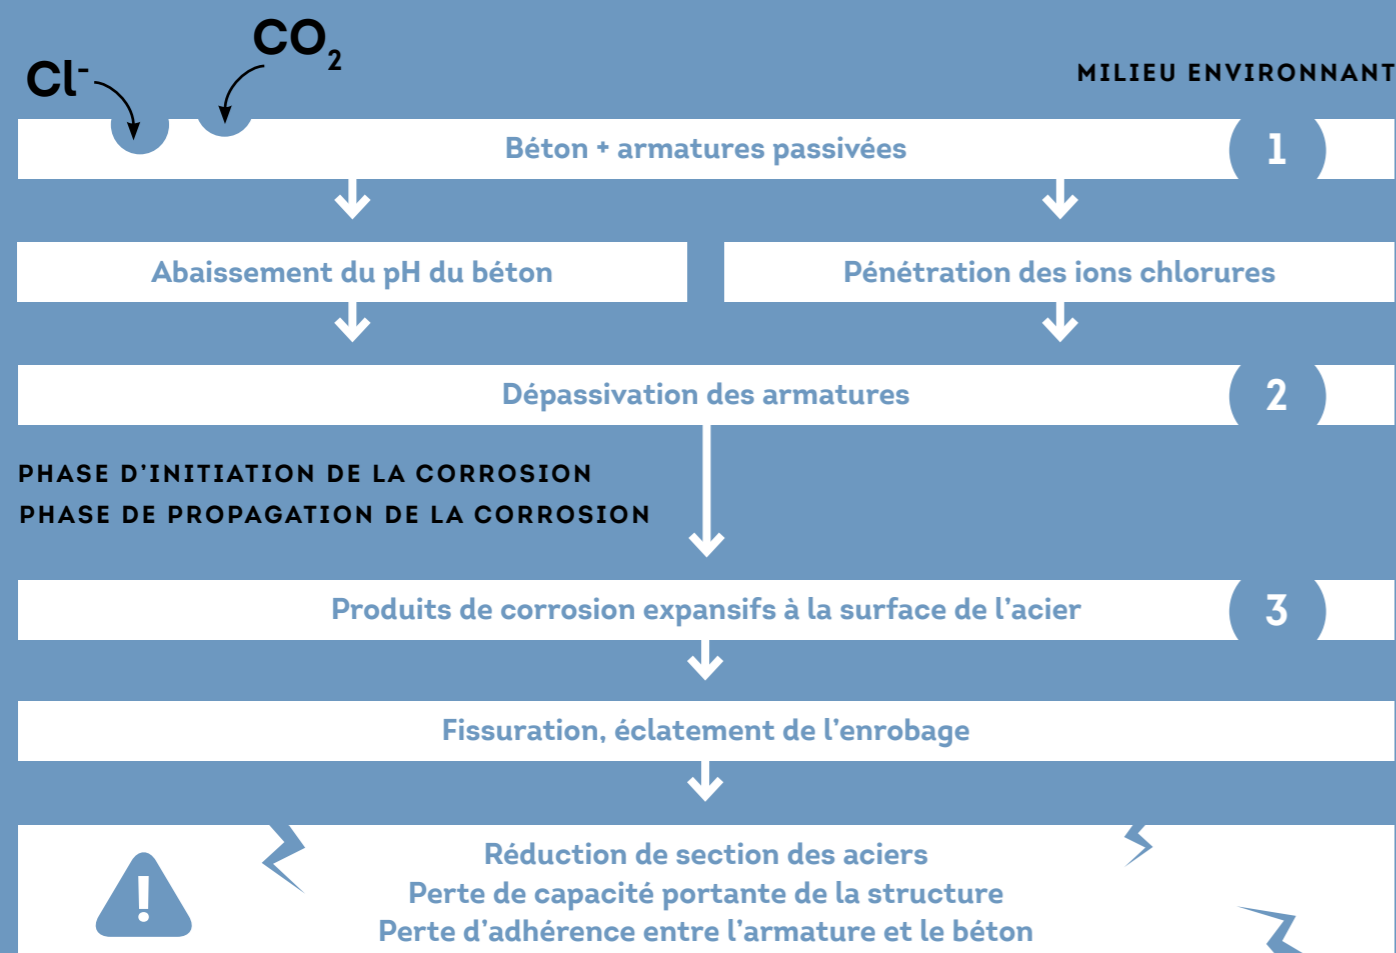 CO₂
Cl⁻
MILIEU ENVIRONNANT
Béton + armatures passivées
1
Abaissement du pH du béton
Pénétration des ions chlorures
Dépassivation des armatures
2
PHASE D’INITIATION DE LA CORROSION
PHASE DE PROPAGATION DE LA CORROSION
Produits de corrosion expansifs à la surface de l’acier
3
Fissuration, éclatement de l’enrobage
!
Réduction de section des aciers
Perte de capacité portante de la structure
Perte d’adhérence entre l’armature et le béton